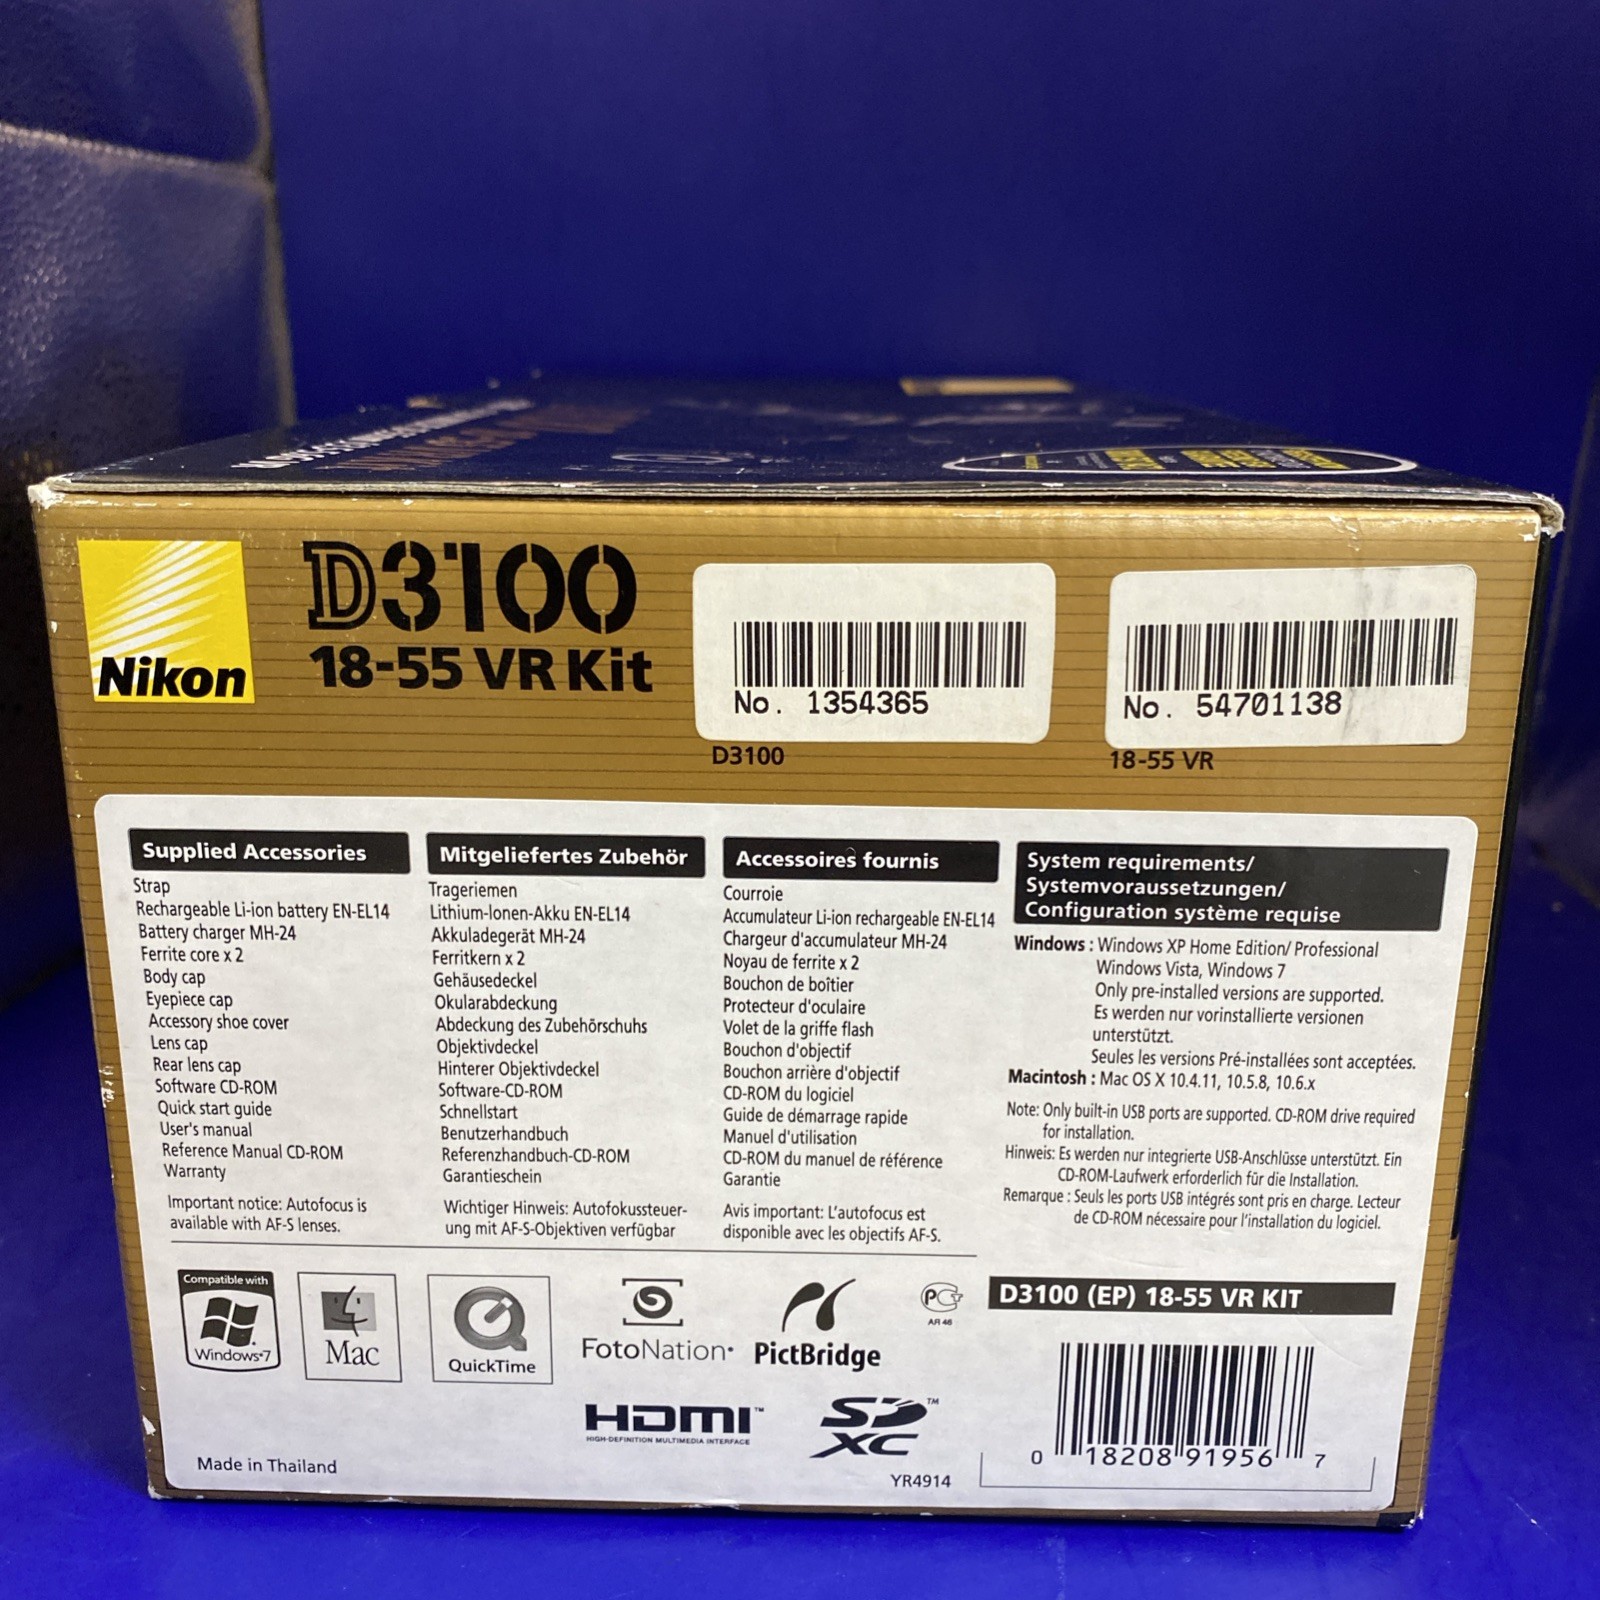 Nikon
D3100
18-55 VR Kit
No. 1354365
D3100
No. 54701138
18-55 VR
Supplied Accessories
Strap
Rechargeable Li-ion battery EN-EL14
Battery charger MH-24
Ferrite core x 2
Body cap
Eyepiece cap
Accessory shoe cover
Lens cap
Rear lens cap
Software CD-ROM
Quick start guide
User's manual
Reference Manual CD-ROM
Warranty
Important notice: Autofocus is
available with AF-S lenses.
Mitgeliefertes Zubehör
Trageriemen
Lithium-Ionen-Akku EN-EL14
Akkuladegerät MH-24
Ferritkern x 2
Gehäusedeckel
Okularabdeckung
Abdeckung des Zubehörschuhs
Objektivdeckel
Hinterer Objektivdeckel
Software-CD-ROM
Schnellstart
Benutzerhandbuch
Referenzhandbuch-CD-ROM
Garantieschein
Wichtiger Hinweis: Autofokussteuer-
ung mit AF-S-Objektiven verfügbar
Accessoires fournis
Courroie
Accumulateur Li-ion rechargeable EN-EL14
Chargeur d'accumulateur MH-24
Noyau de ferrite x 2
Bouchon de boîtier
Protecteur d'oculaire
Volet de la griffe flash
Bouchon d'objectif
Bouchon arrière d'objectif
CD-ROM du logiciel
Guide de démarrage rapide
Manuel d'utilisation
CD-ROM du manuel de référence
Garantie
Avis important: L'autofocus est
disponible avec les objectifs AF-S.
System requirements/
Systemvoraussetzungen/
Configuration système requise
Windows : Windows XP Home Edition/ Professional
Windows Vista, Windows 7
Only pre-installed versions are supported.
Es werden nur vorinstallierte versionen
unterstützt.
Seules les versions Pré-installées sont acceptées.
Macintosh : Mac OS X 10.4.11, 10.5.8, 10.6.x
Note: Only built-in USB ports are supported. CD-ROM drive required
for installation.
Hinweis: Es werden nur integrierte USB-Anschlüsse unterstützt. Ein
CD-ROM-Laufwerk erforderlich für die Installation.
Remarque : Seuls les ports USB intégrés sont pris en charge. Lecteur
de CD-ROM nécessaire pour l'installation du logiciel.
Compatible with
Windows 7
Mac
QuickTime
FotoNation
PictBridge
AЯ 46
HDMI™
HIGH-DEFINITION MULTIMEDIA INTERFACE
SD™
XC
Made in Thailand
YR4914
D3100 (EP) 18-55 VR KIT
0 18208 91956 7